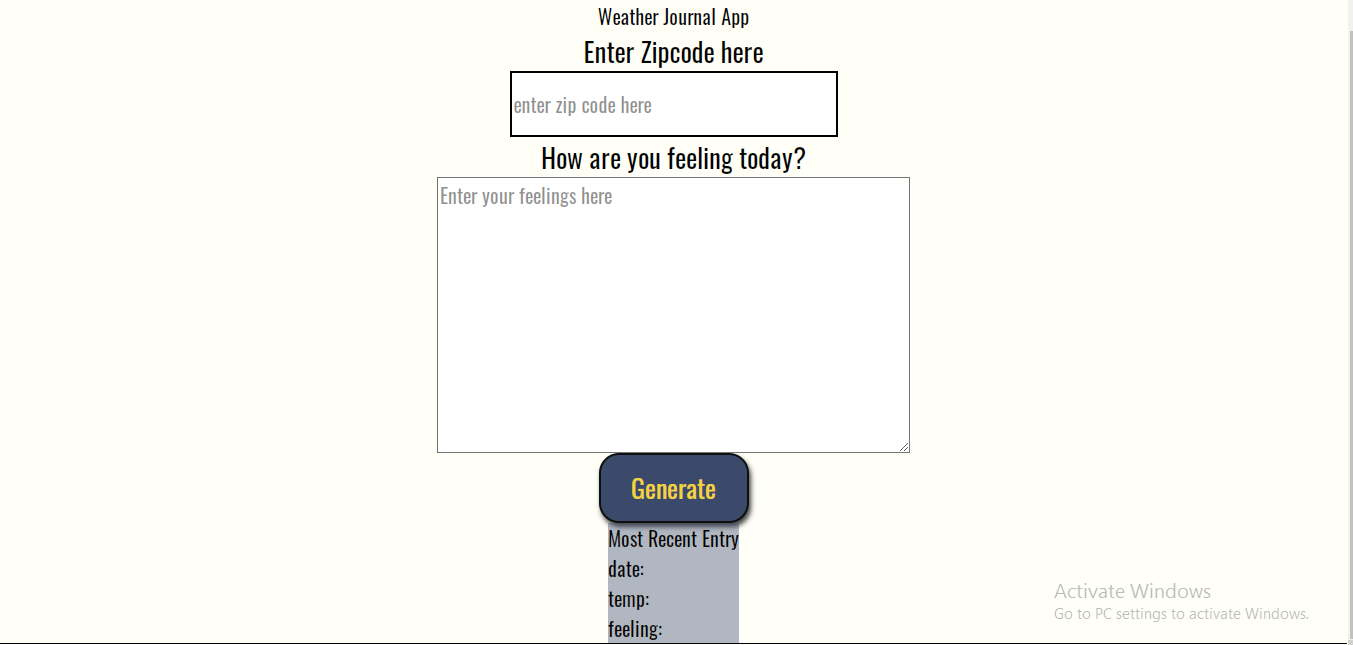 Weather Journal App
Enter Zipcode here
enter zip code here
How are you feeling today?
Enter your feelings here
Generate
Most Recent Entry
date:
temp:
feeling:
Activate Windows
Go to PC settings to activate Windows.